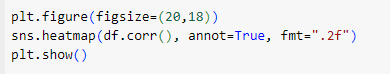 plt.figure(figsize=(20,18))
sns.heatmap(df.corr(), annot=True, fmt=".2f")
plt.show()